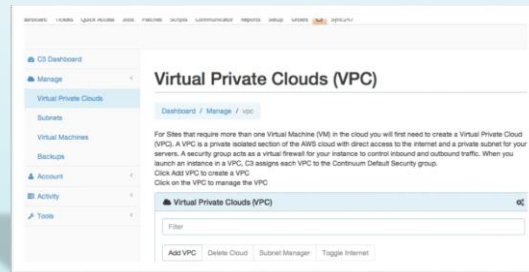 Tickets Quick Access Jobs Patches Scripts Communicator Reports Setup Orders C3 Sync247
C3 Dashboard
Manage
Virtual Private Clouds
Subnets
Virtual Machines
Backups
Account
Activity
Tools
Virtual Private Clouds (VPC)
Dashboard / Manage / vpc
For Sites that require more than one Virtual Machine (VM) in the cloud you will first need to create a Virtual Private Cloud
(VPC). A VPC is a private isolated section of the AWS cloud with direct access to the internet and a private subnet for your
servers. A security group acts as a virtual firewall for your instance to control inbound and outbound traffic. When you
launch an instance in a VPC, C3 assigns each VPC to the Continuum Default Security group.
Click Add VPC to create a VPC
Click on the VPC to manage the VPC
Virtual Private Clouds (VPC)
Filter
Add VPC Delete Cloud Subnet Manager Toggle Internet